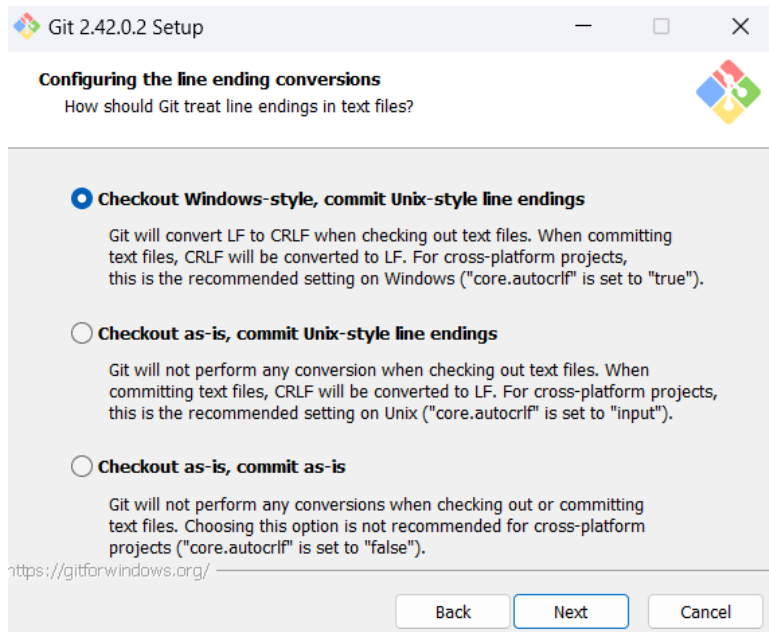 Git 2.42.0.2 Setup
Configuring the line ending conversions
How should Git treat line endings in text files?
Checkout Windows-style, commit Unix-style line endings
Git will convert LF to CRLF when checking out text files. When committing
text files, CRLF will be converted to LF. For cross-platform projects,
this is the recommended setting on Windows ("core.autocrlf" is set to "true").
Checkout as-is, commit Unix-style line endings
Git will not perform any conversion when checking out text files. When
committing text files, CRLF will be converted to LF. For cross-platform projects,
this is the recommended setting on Unix ("core.autocrlf" is set to "input").
Checkout as-is, commit as-is
Git will not perform any conversions when checking out or committing
text files. Choosing this option is not recommended for cross-platform
projects ("core.autocrlf" is set to "false").
https://gitforwindows.org/
Back Next Cancel